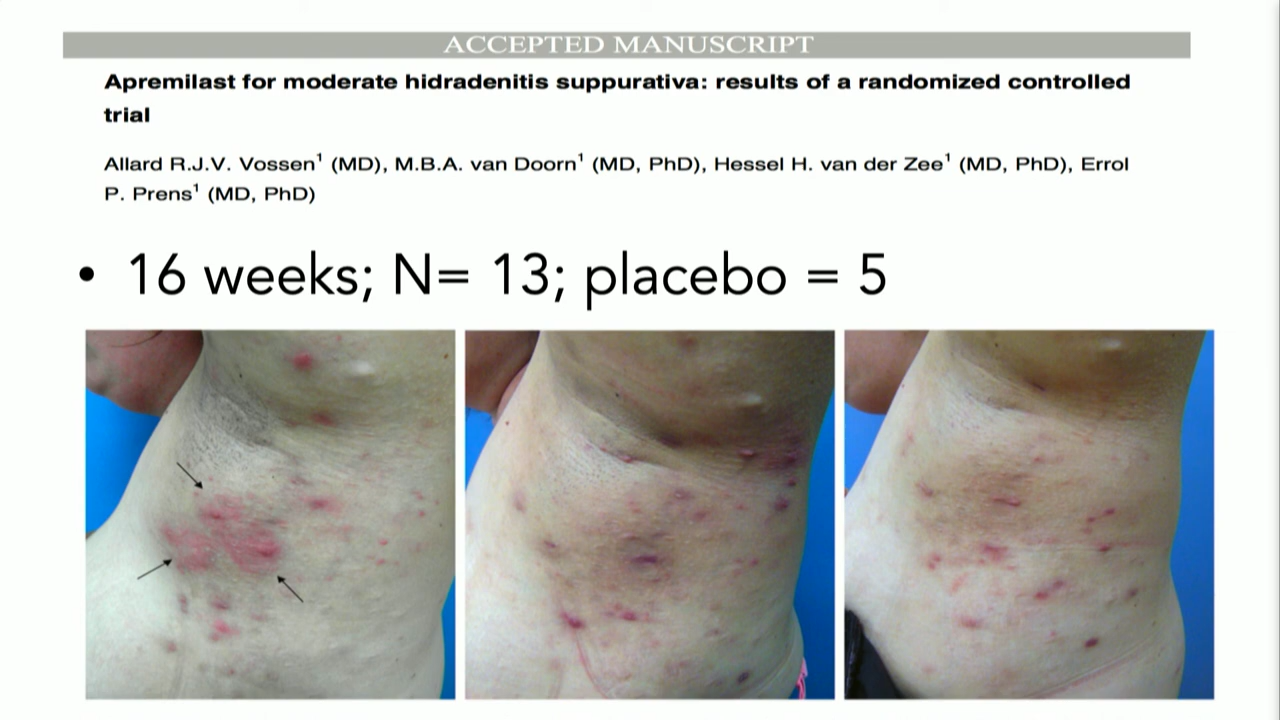 ACCEPTED MANUSCRIPT
Apremilast for moderate hidradenitis suppurativa: results of a randomized controlled
trial
Allard R.J.V. Vossen¹ (MD), M.B.A. van Doorn¹ (MD, PhD), Hessel H. van der Zee¹ (MD, PhD), Errol
P. Prens¹ (MD, PhD)
• 16 weeks; N= 13; placebo = 5